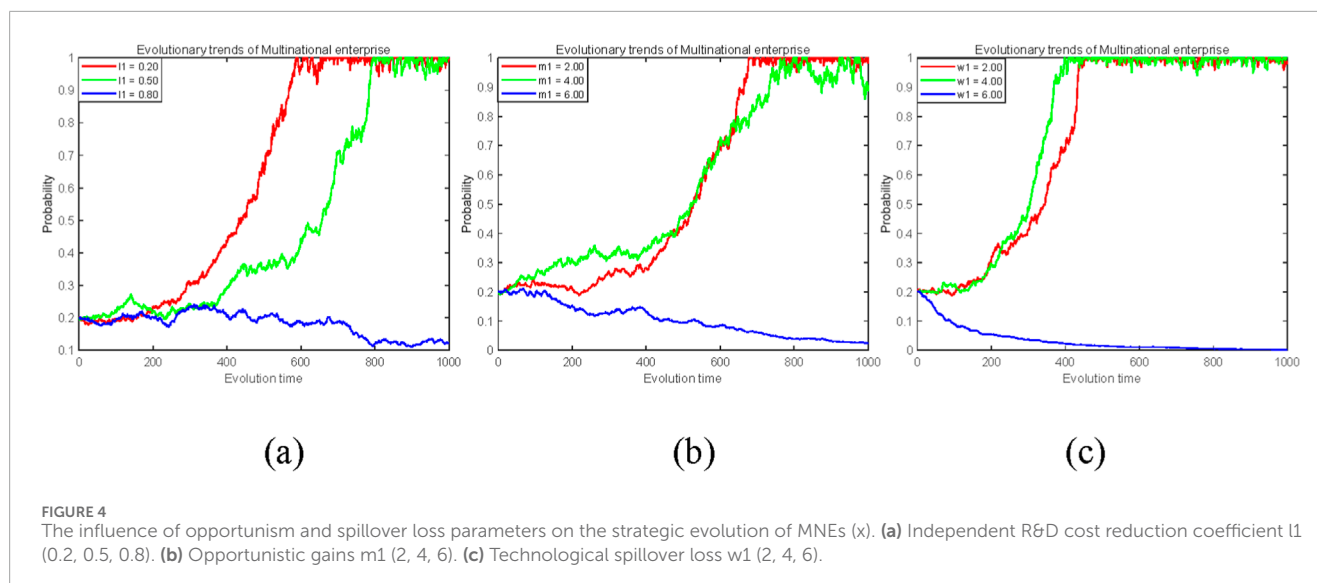 Evolutionary trends of Multinational enterprise
l1 = 0.20
l1 = 0.50
l1 = 0.80
1
0.9
0.8
0.7
0.6
0.5
0.4
0.3
0.2
0.1
Probability
0
200
400
600
800
1000
Evolution time
(a)
Evolutionary trends of Multinational enterprise
m1 = 2.00
m1 = 4.00
m1 = 6.00
1
0.9
0.8
0.7
0.6
0.5
0.4
0.3
0.2
0.1
0
Probability
0
200
400
600
800
1000
Evolution time
(b)
Evolutionary trends of Multinational enterprise
w1 = 2.00
w1 = 4.00
w1 = 6.00
1
0.9
0.8
0.7
0.6
0.5
0.4
0.3
0.2
0.1
0
Probability
0
200
400
600
800
1000
Evolution time
(c)
FIGURE 4
The influence of opportunism and spillover loss parameters on the strategic evolution of MNEs (x). (a) Independent R&D cost reduction coefficient l1
(0.2, 0.5, 0.8). (b) Opportunistic gains m1 (2, 4, 6). (c) Technological spillover loss w1 (2, 4, 6).